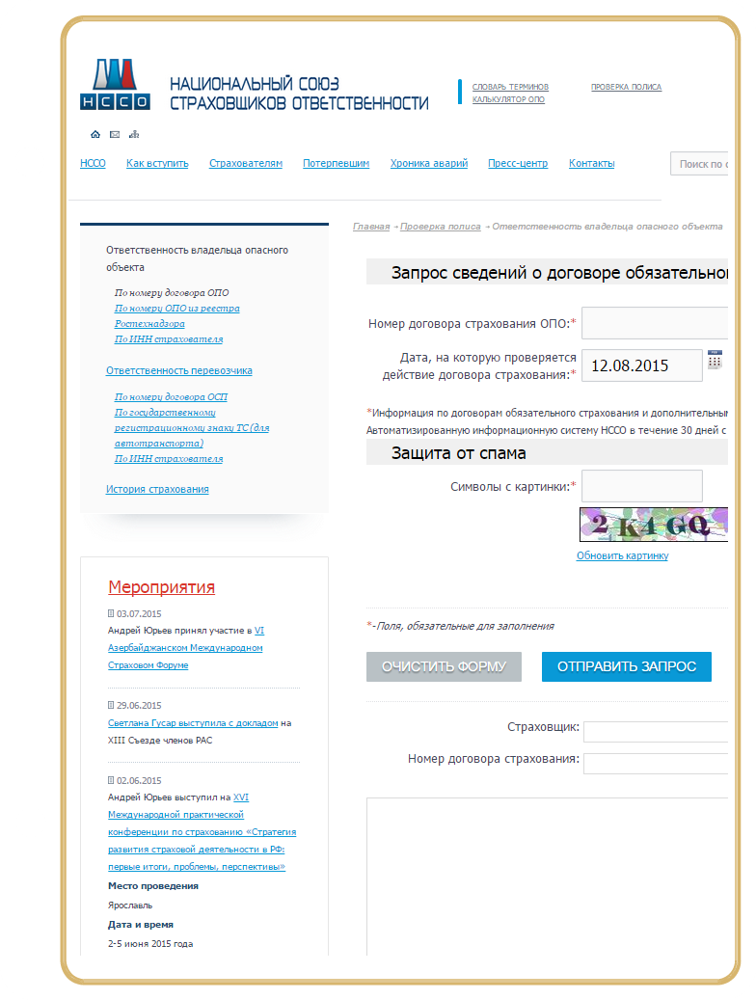 НССО
НАЦИОНАЛЬНЫЙ СОЮЗ
СТРАХОВЩИКОВ ОТВЕТСТВЕННОСТИ
СЛОВАРЬ ТЕРМИНОВ
КАЛЬКУЛЯТОР ОПО
ПРОВЕРКА ПОЛИСА
НССО Как вступить Страхователям Потерпевшим Хроника аварий Пресс-центр Контакты
Поиск по с
Ответственность владельца опасного
объекта
По номеру договора ОПО
По номеру ОПО из реестра
Ростехнадзора
По ИНН страхователя
Ответственность перевозчика
По номеру договора ОСП
По государственному
регистрационному знаку ТС (для
автотранспорта)
По ИНН страхователя
История страхования
Мероприятия
03.07.2015
Андрей Юрьев принял участие в VI
Азербайджанском Международном
Страховом Форуме
29.06.2015
Светлана Гусар выступила с докладом на
XIII Съезде членов РАС
02.06.2015
Андрей Юрьев выступил на XVI
Международной практической
конференции по страхованию «Стратегия
развития страховой деятельности в РФ:
первые итоги, проблемы, перспективы»
Место проведения
Ярославль
Дата и время
2-5 июня 2015 года
Главная → Проверка полиса → Ответственность владельца опасного объекта
Запрос сведений о договоре обязательно
Номер договора страхования ОПО:*
Дата, на которую проверяется
действие договора страхования:*
12.08.2015
*Информация по договорам обязательного страхования и дополнительны
Автоматизированную информационную систему НССО в течение 30 дней с
Защита от спама
Символы с картинки:*
2 K4 GQ
Обновить картинку
*-Поля, обязательные для заполнения
ОЧИСТИТЬ ФОРМУ ОТПРАВИТЬ ЗАПРОС
Страховщик:
Номер договора страхования: